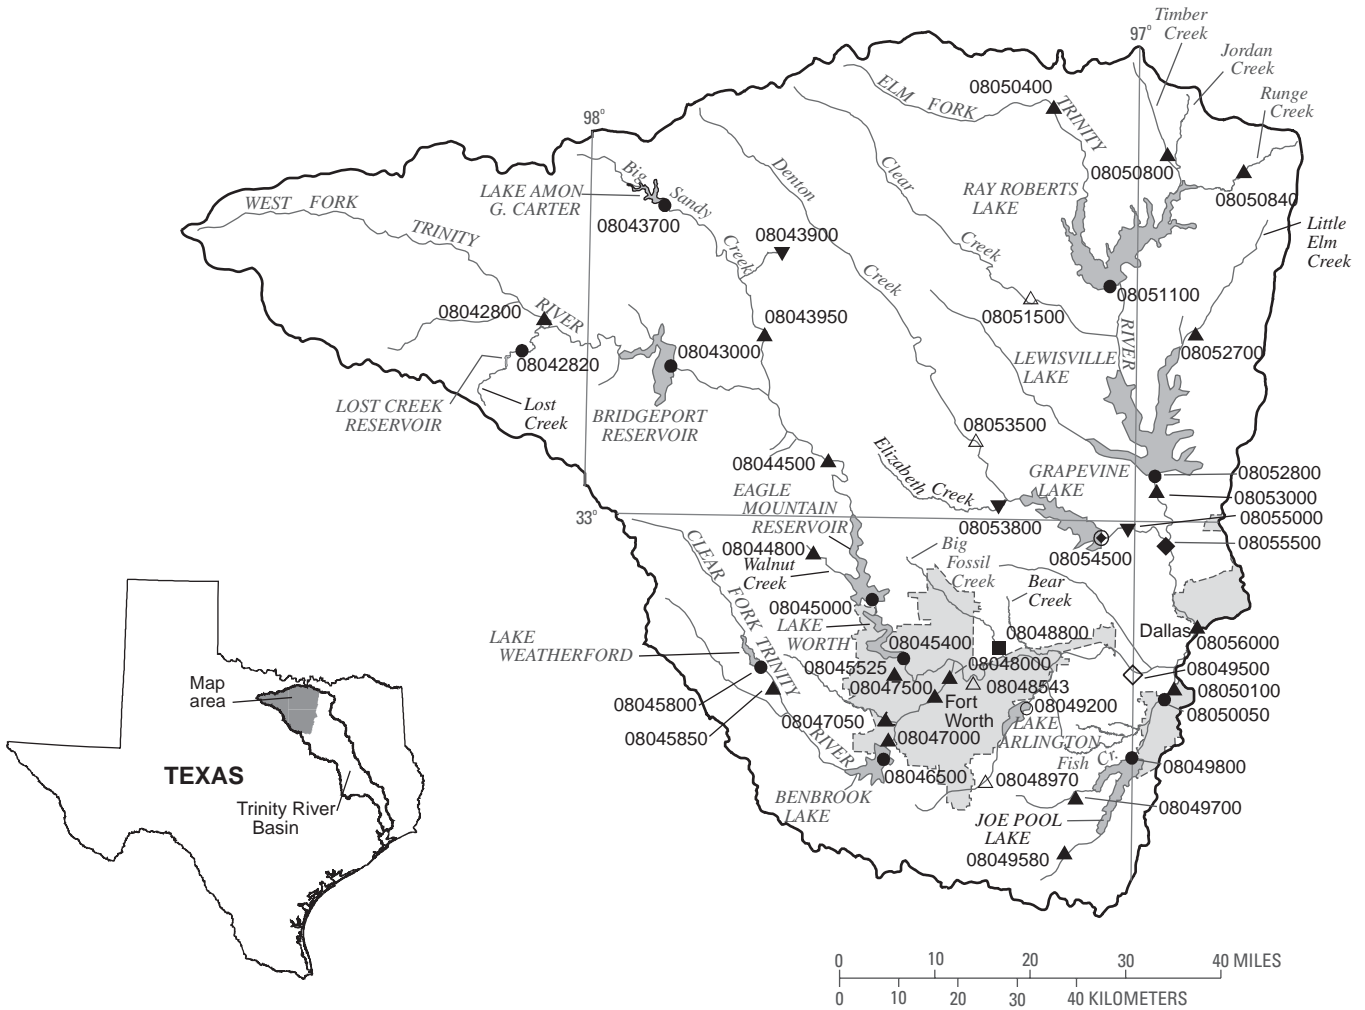 Timber
Creek
97°
Jordan
Creek
Runge
Creek
ELM FORK
TRINITY
08050400
98°
Big
Sandy
Creek
Denton
Creek
Clear
Creek
08050800
08050840
LAKE AMON
G. CARTER
08043700
RAY ROBERTS
LAKE
WEST FORK
TRINITY
RIVER
08043900
Little
Elm
Creek
08051100
08042800
08043950
08051500
RIVER
08042820
08043000
LEWISVILLE
LAKE
08052700
LOST CREEK
RESERVOIR
Lost
Creek
BRIDGEPORT
RESERVOIR
08053500
08044500
Elizabeth Creek
GRAPEVINE
LAKE
08052800
EAGLE
MOUNTAIN
RESERVOIR
08053000
33°
08053800
08055000
08054500
08055500
CLEAR FORK TRINITY
RIVER
08044800
Walnut
Creek
Big
Fossil
Creek
Bear
Creek
08045000
LAKE
WORTH
08045400
08048800
Dallas
08056000
LAKE
WEATHERFORD
08045525
08048000
08049500
08047500
08048543
08050100
08045800
Fort
Worth
08049200
08050050
08047050
LAKE
ARLINGTON
08045850
08047000
Fish Cr.
08049800
08046500
08048970
BENBROOK
LAKE
08049700
JOE POOL
LAKE
08049580
Map
area
TEXAS
Trinity River
Basin
0 10 20 30 40 MILES
0 10 20 30 40 KILOMETERS